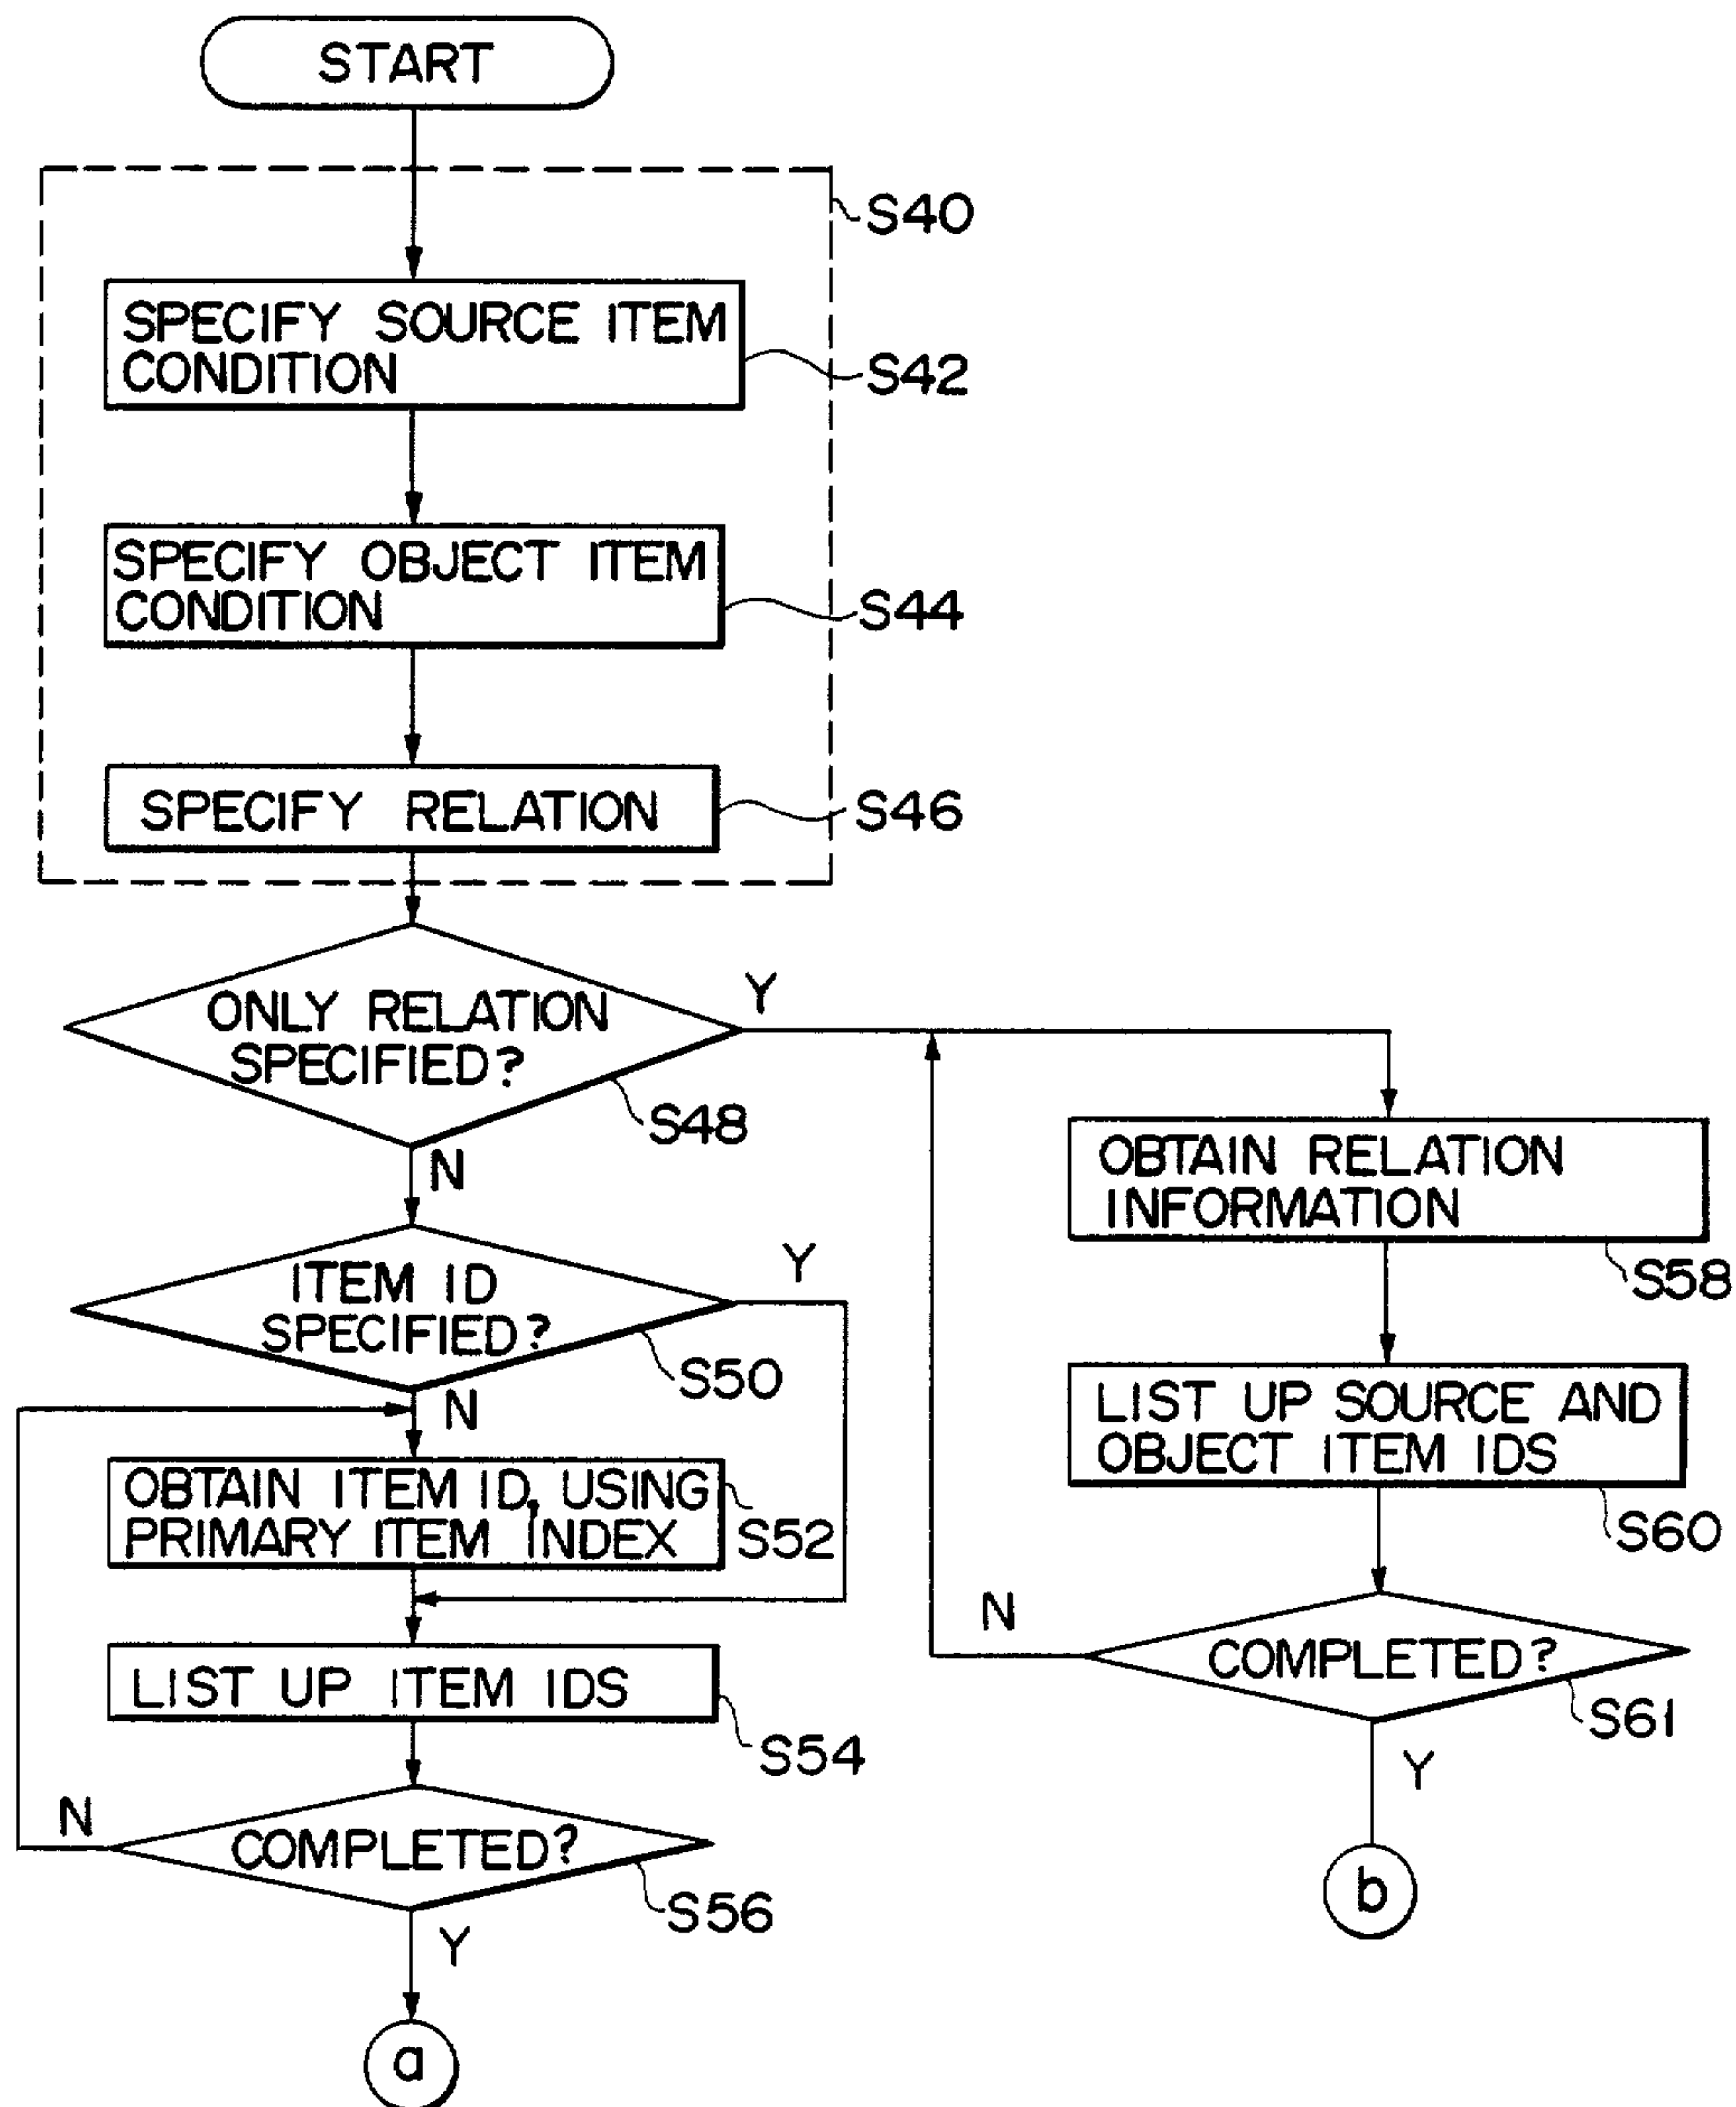 START
S40
SPECIFY SOURCE ITEM
CONDITION
S42
SPECIFY OBJECT ITEM
CONDITION
S44
SPECIFY RELATION
S46
ONLY RELATION
SPECIFIED?
Y
S48
N
ITEM ID
SPECIFIED?
Y
S50
N
OBTAIN ITEM ID, USING
PRIMARY ITEM INDEX
S52
LIST UP ITEM IDS
S54
COMPLETED?
N
S56
Y
a
OBTAIN RELATION
INFORMATION
S58
LIST UP SOURCE AND
OBJECT ITEM IDS
S60
COMPLETED?
N
S61
Y
b